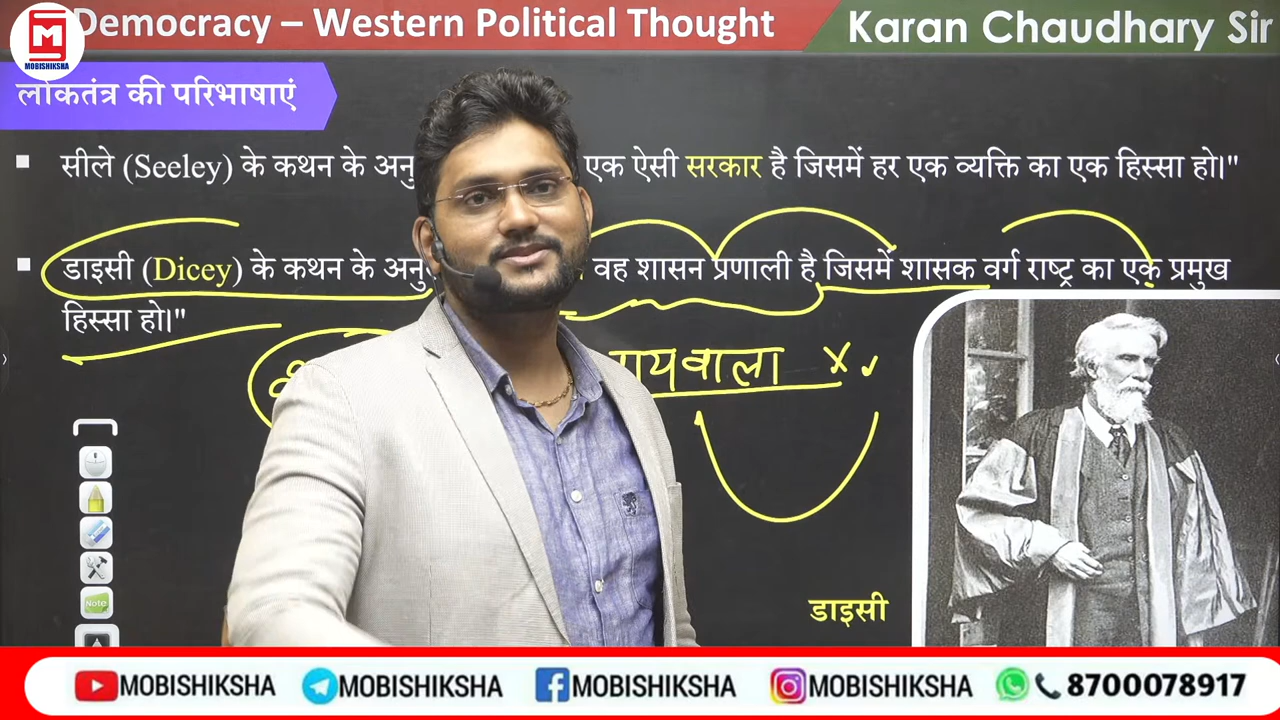 Democracy – Western Political Thought
Karan Chaudhary Sir
M
MOBISHIKSHA
लोकतंत्र की परिभाषाएं
सीले (Seeley) के कथन के अनु एक ऐसी सरकार है जिसमें हर एक व्यक्ति का एक हिस्सा हो।"
डाइसी (Dicey) के कथन के अनु वह शासन प्रणाली है जिसमें शासक वर्ग राष्ट्र का एक प्रमुख
हिस्सा हो।"
रायवाला
Note
डाइसी
MOBISHIKSHA MOBISHIKSHA MOBISHIKSHA MOBISHIKSHA 8700078917